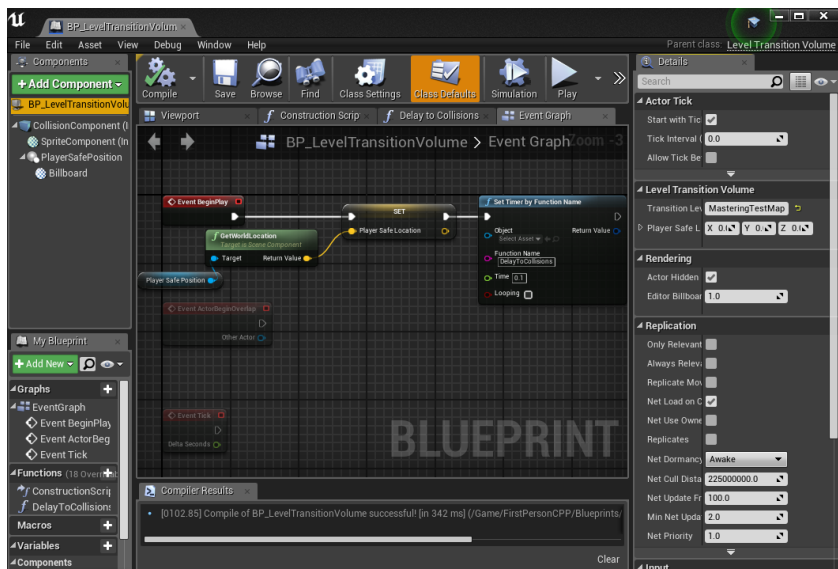 BP_LevelTransitionVolum
File Edit Asset View Debug Window Help
Parent class: Level Transition Volume
Components
+Add Component
BP_LevelTransitionVolu
CollisionComponent (I
SpriteComponent (In
PlayerSafePosition
Billboard
Compile
Save
Browse
Find
Class Settings
Class Defaults
Simulation
Play
Viewport
Construction Scrip
Delay to Collisions
Event Graph
BP_LevelTransitionVolume > Event Graph
Zoom -3
Event BeginPlay
SET
Player Safe Location
GetWorldLocation
Target is Scene Component
Target
Return Value
Player Safe Position
Set Timer by Function Name
Object
Select Asset
Return Value
Function Name
DelayToCollisions
Time 0.1
Looping
Event ActorBeginOverlap
Other Actor
Event Tick
Delta Seconds
BLUEPRINT
My Blueprint
+Add New
Graphs
EventGraph
Event BeginPlay
Event ActorBeg
Event Tick
Functions (18 Overri
ConstructionScrip
DelayToCollision
Macros
Variables
Components
Compiler Results
[0102.85] Compile of BP_LevelTransitionVolume successful! [in 342 ms] (/Game/FirstPersonCPP/Blueprints/
Clear
Details
Search
Actor Tick
Start with Tic
Tick Interval ( 0.0
Allow Tick Be
Level Transition Volume
Transition Lev MasteringTestMap
Player Safe L X 0.0 Y 0.0 Z 0.0
Rendering
Actor Hidden
Editor Billboar 1.0
Replication
Only Relevant
Always Releva
Replicate Mov
Net Load on C
Net Use Owne
Replicates
Net Dormancy Awake
Net Cull Dista 225000000.0
Net Update Fr 100.0
Min Net Upda 2.0
Net Priority 1.0
Input